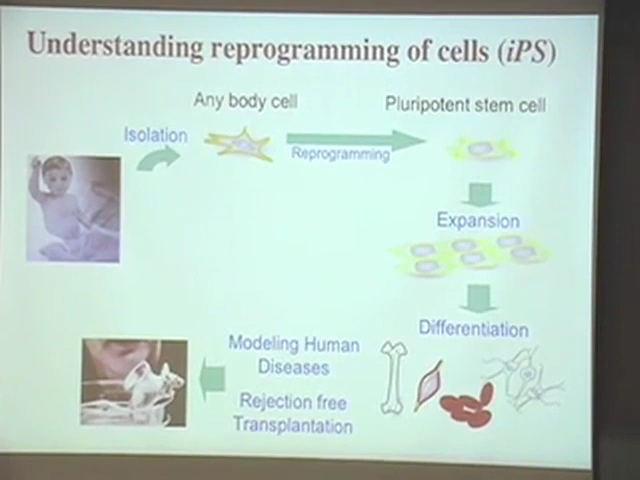 Understanding reprogramming of cells (iPS)
Any body cell
Pluripotent stem cell
Isolation
Reprogramming
Expansion
Differentiation
Modeling Human
Diseases
Rejection free
Transplantation